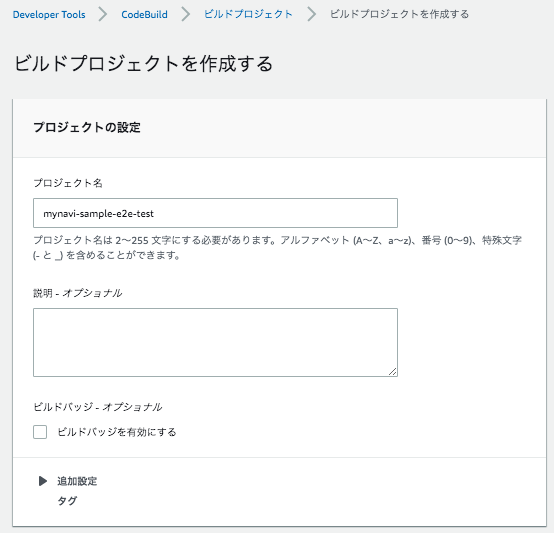 Developer Tools > CodeBuild > ビルドプロジェクト > ビルドプロジェクトを作成する
ビルドプロジェクトを作成する
プロジェクトの設定
プロジェクト名
mynavi-sample-e2e-test
プロジェクト名は 2～255 文字にする必要があります。アルファベット (A～Z、a～z)、番号 (0～9)、特殊文字
(- と _) を含めることができます。
説明 - オプショナル
ビルドバッジ - オプショナル
ビルドバッジを有効にする
追加設定
タグ